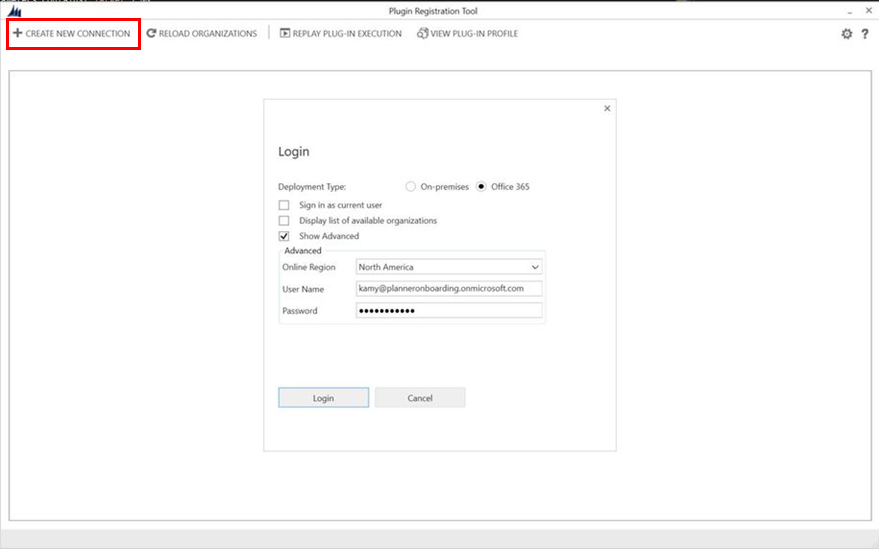 Plugin Registration Tool
CREATE NEW CONNECTION RELOAD ORGANIZATIONS REPLAY PLUG-IN EXECUTION VIEW PLUG-IN PROFILE
Login
Deployment Type: On-premises Office 365
Sign in as current user
Display list of available organizations
Show Advanced
Advanced
Online Region North America
User Name kamy@planneronboarding.onmicrosoft.com
Password ●●●●●●●●●●●
Login Cancel